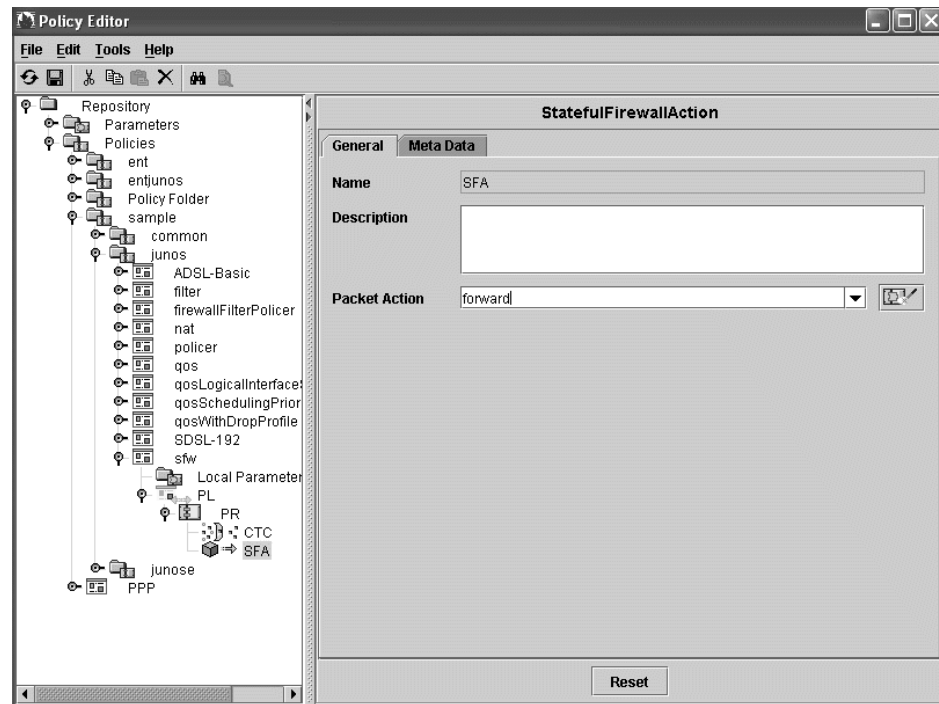 Policy Editor
File Edit Tools Help
Repository
Parameters
Policies
ent
entjunos
Policy Folder
sample
common
junos
ADSL-Basic
filter
firewallFilterPolicer
nat
policer
qos
qosLogicalInterfaceS
qosSchedulingPrior
qosWithDropProfile
SDSL-192
sfw
Local Parameter
PL
PR
CTC
SFA
junose
PPP
StatefulFirewallAction
General Meta Data
Name SFA
Description
Packet Action forward
Reset